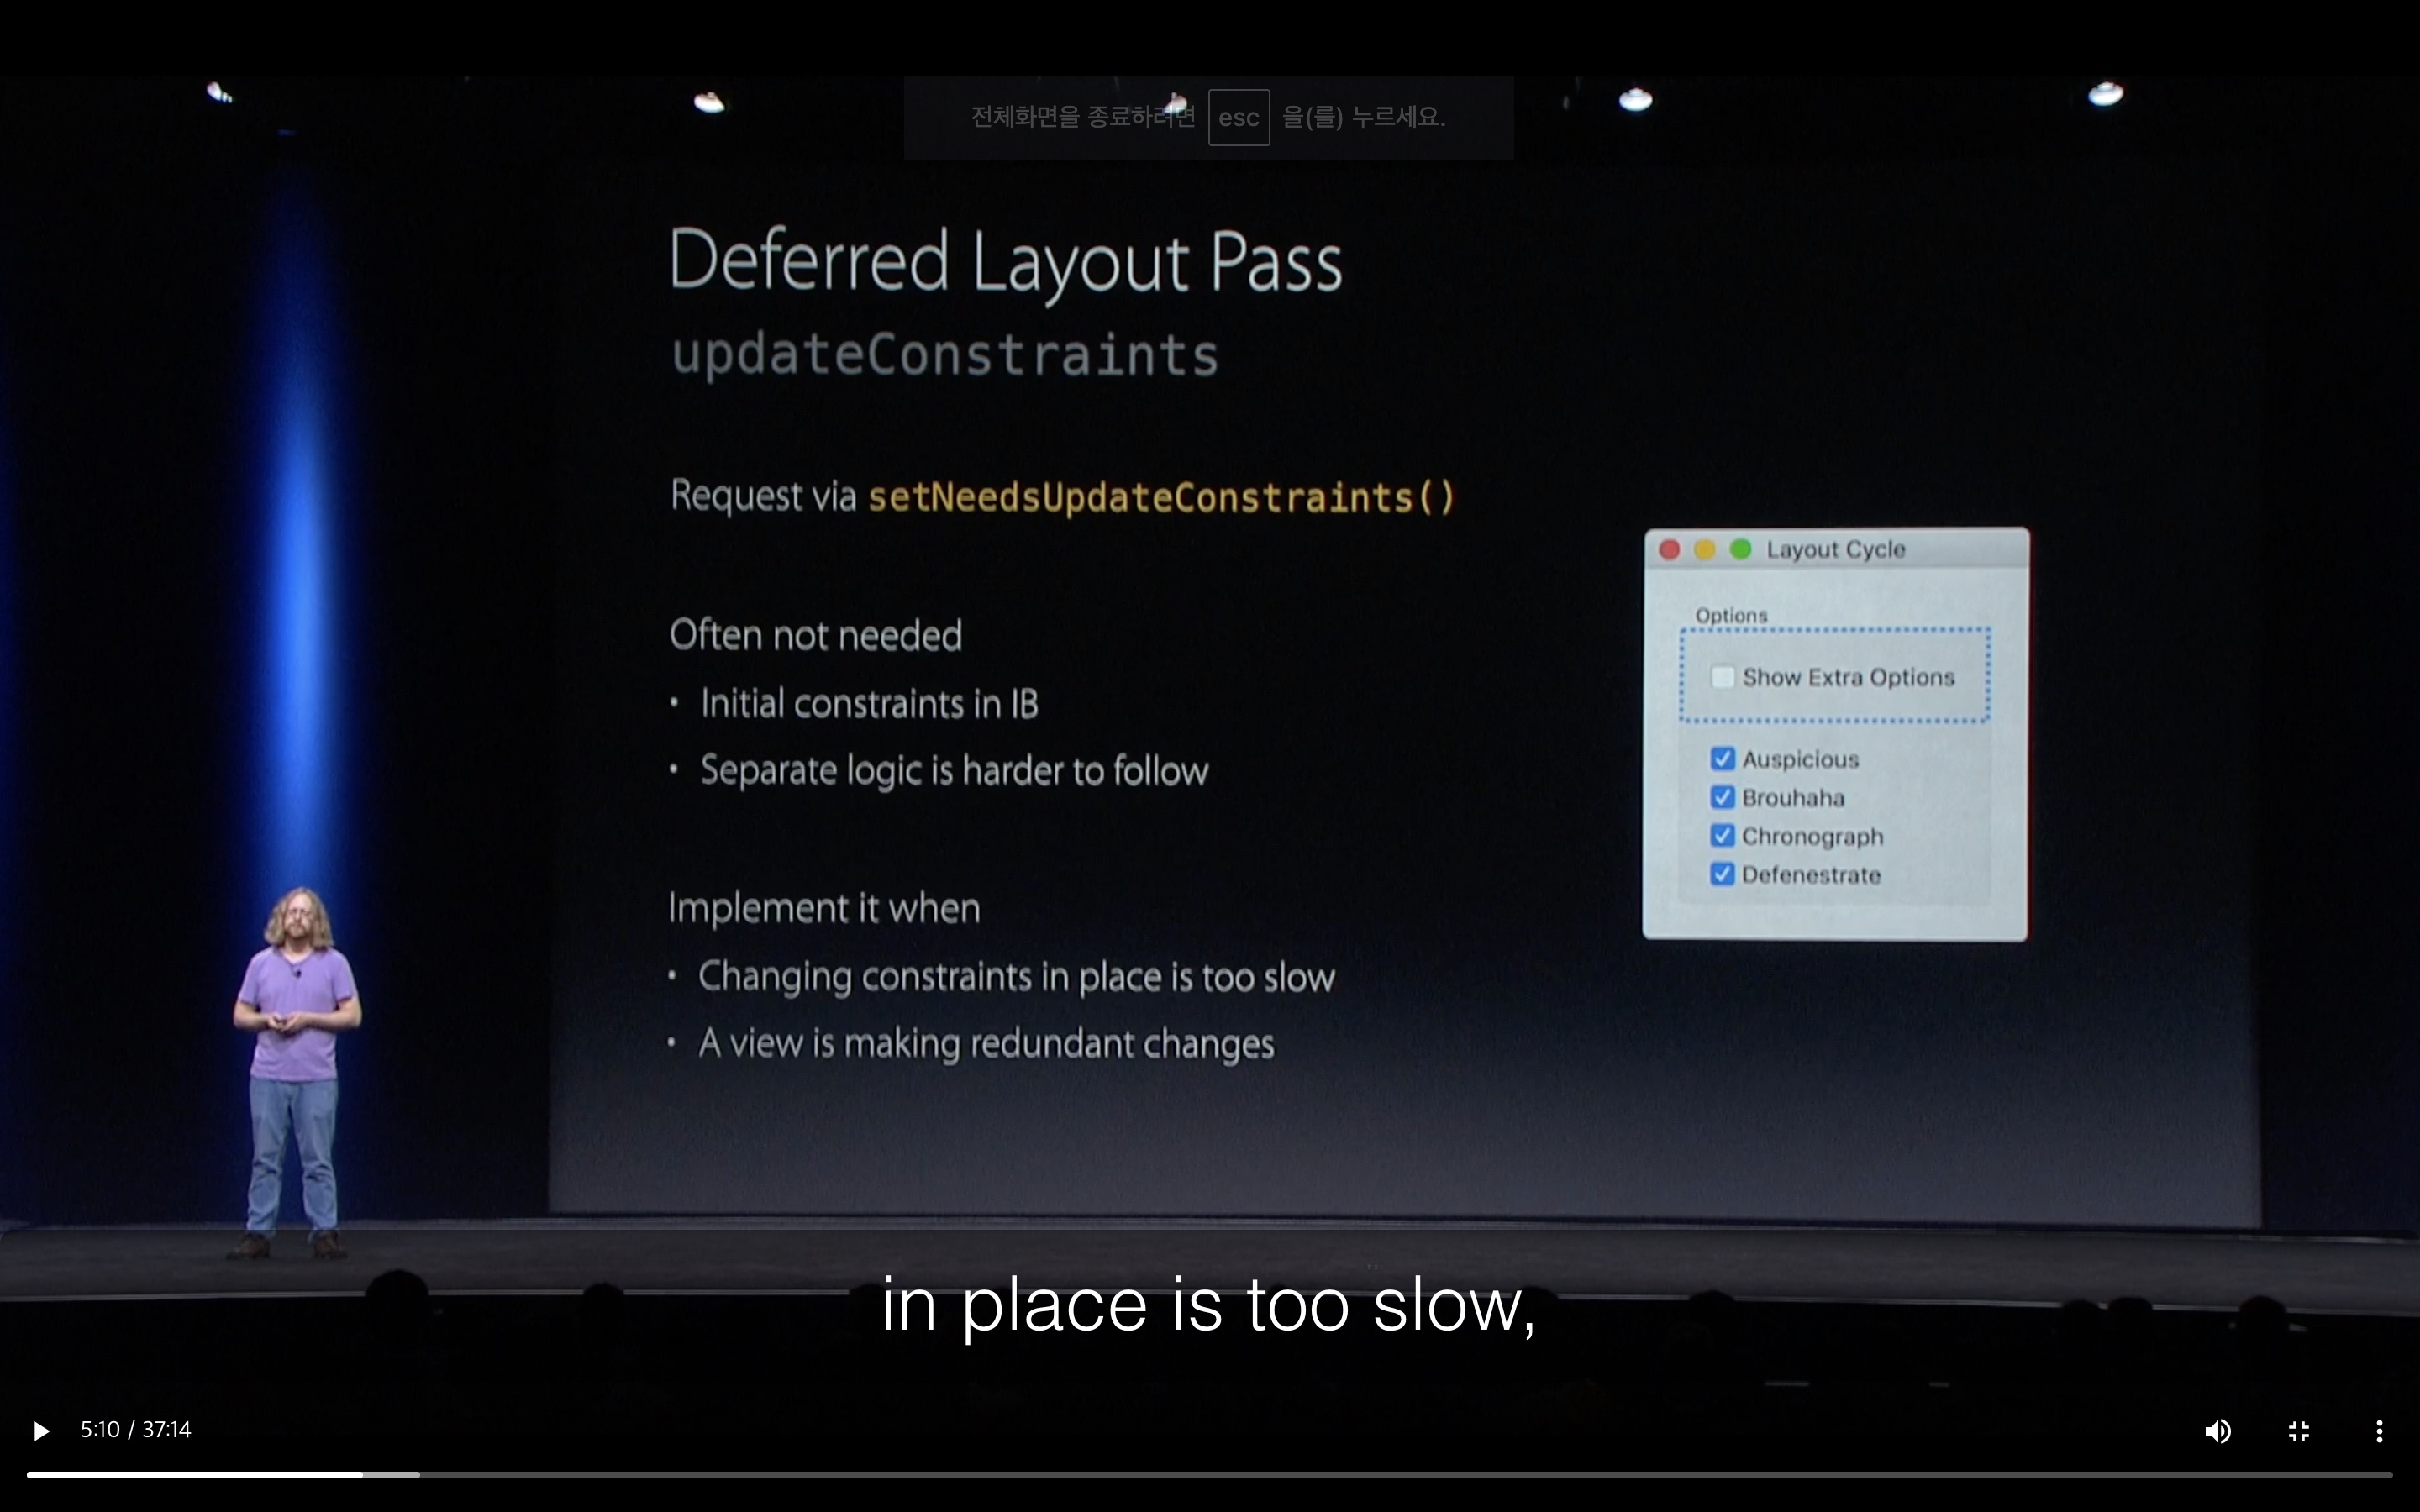 전체화면을 종료하려면 esc 을(를) 누르세요.
Deferred Layout Pass
updateConstraints
Request via setNeedsUpdateConstraints()
Often not needed
• Initial constraints in IB
• Separate logic is harder to follow
Implement it when
• Changing constraints in place is too slow
• A view is making redundant changes
Layout Cycle
Options
Show Extra Options
Auspicious
Brouhaha
Chronograph
Defenestrate
in place is too slow,
5:10 / 37:14